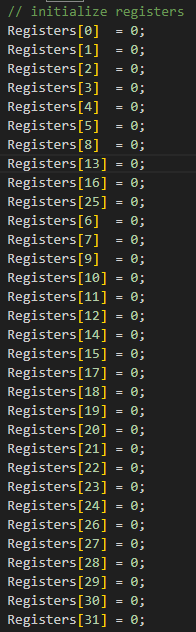 // initialize registers
Registers[0]  = 0;
Registers[1]  = 0;
Registers[2]  = 0;
Registers[3]  = 0;
Registers[4]  = 0;
Registers[5]  = 0;
Registers[8]  = 0;
Registers[13] = 0;
Registers[16] = 0;
Registers[25] = 0;
Registers[6]  = 0;
Registers[7]  = 0;
Registers[9]  = 0;
Registers[10] = 0;
Registers[11] = 0;
Registers[12] = 0;
Registers[14] = 0;
Registers[15] = 0;
Registers[17] = 0;
Registers[18] = 0;
Registers[19] = 0;
Registers[20] = 0;
Registers[21] = 0;
Registers[22] = 0;
Registers[23] = 0;
Registers[24] = 0;
Registers[26] = 0;
Registers[27] = 0;
Registers[28] = 0;
Registers[29] = 0;
Registers[30] = 0;
Registers[31] = 0;